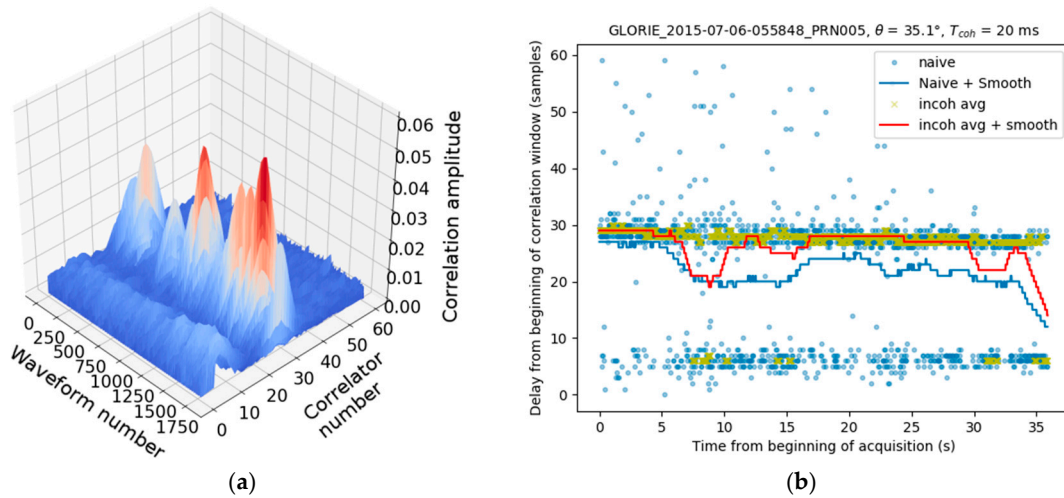 GLORIE_2015-07-06-055848_PRN005, θ = 35.1°, T_coh = 20 ms
naive
Naive + Smooth
incoh avg
incoh avg + smooth
0.06
0.05
0.04
0.03
0.02
0.01
0.00
Correlation amplitude
0
250
500
750
1000
1250
1500
1750
Waveform number
0
10
20
30
40
50
60
Correlator
number
Delay from beginning of correlation window (samples)
60
50
40
30
20
10
0
0 5 10 15 20 25 30 35
Time from beginning of acquisition (s)
(a)
(b)